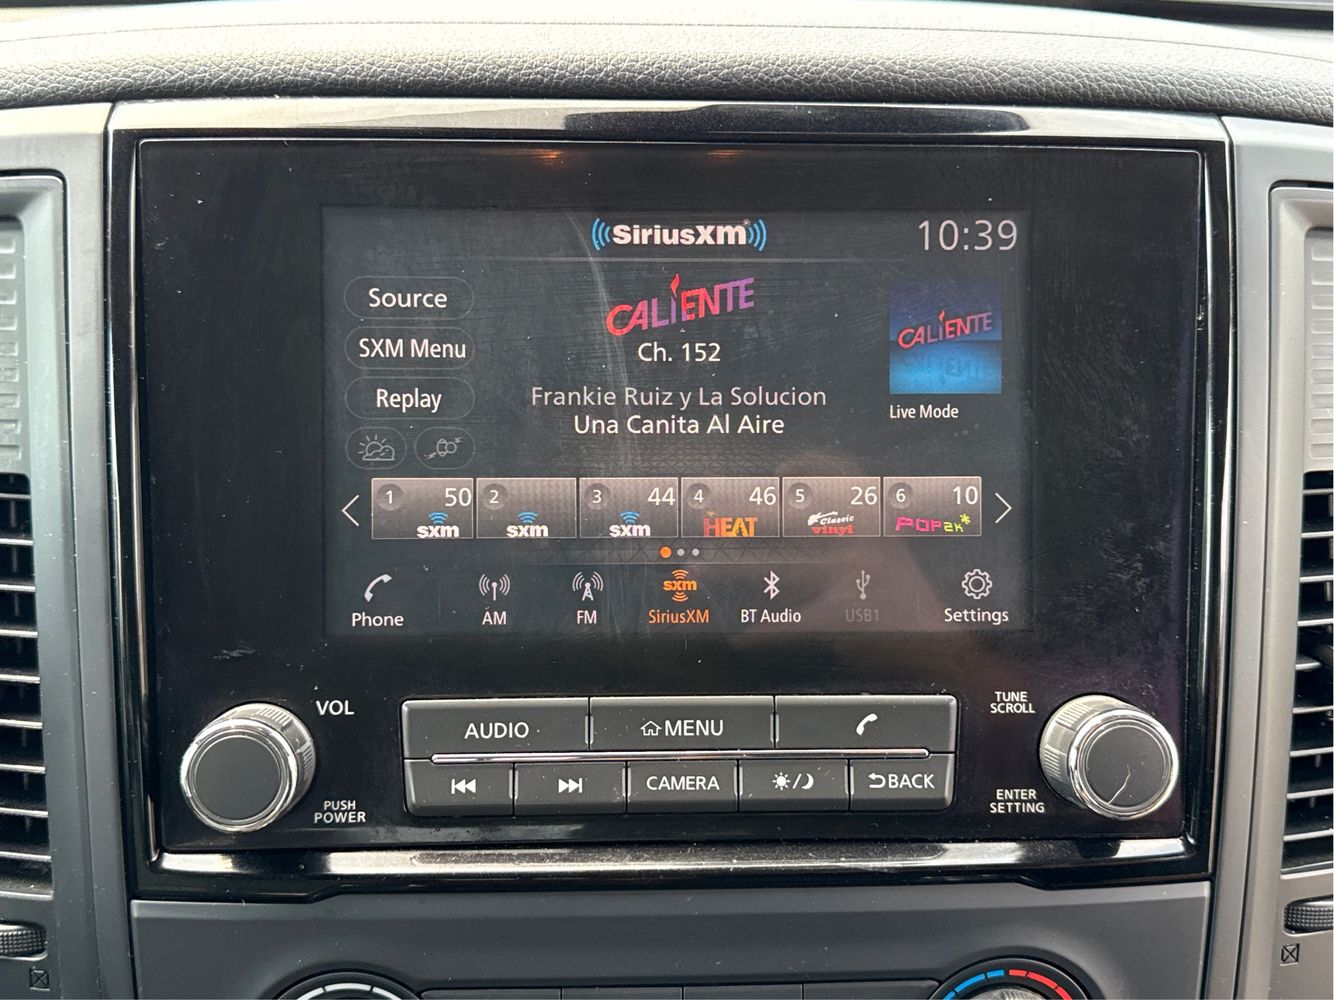 SiriusXM
10:39
Source
SXM Menu
Replay
CALIENTE
Ch. 152
Frankie Ruiz y La Solucion
Una Canita Al Aire
CALIENTE
Live Mode
1 50 sxm
2 sxm
3 44 sxm
4 46 THE HEAT
5 26 Classic Vinyl
6 10 POP2K*
Phone
AM
FM
sxm
SiriusXM
BT Audio
USB1
Settings
VOL
PUSH
POWER
AUDIO
MENU
CAMERA
BACK
TUNE
SCROLL
ENTER
SETTING